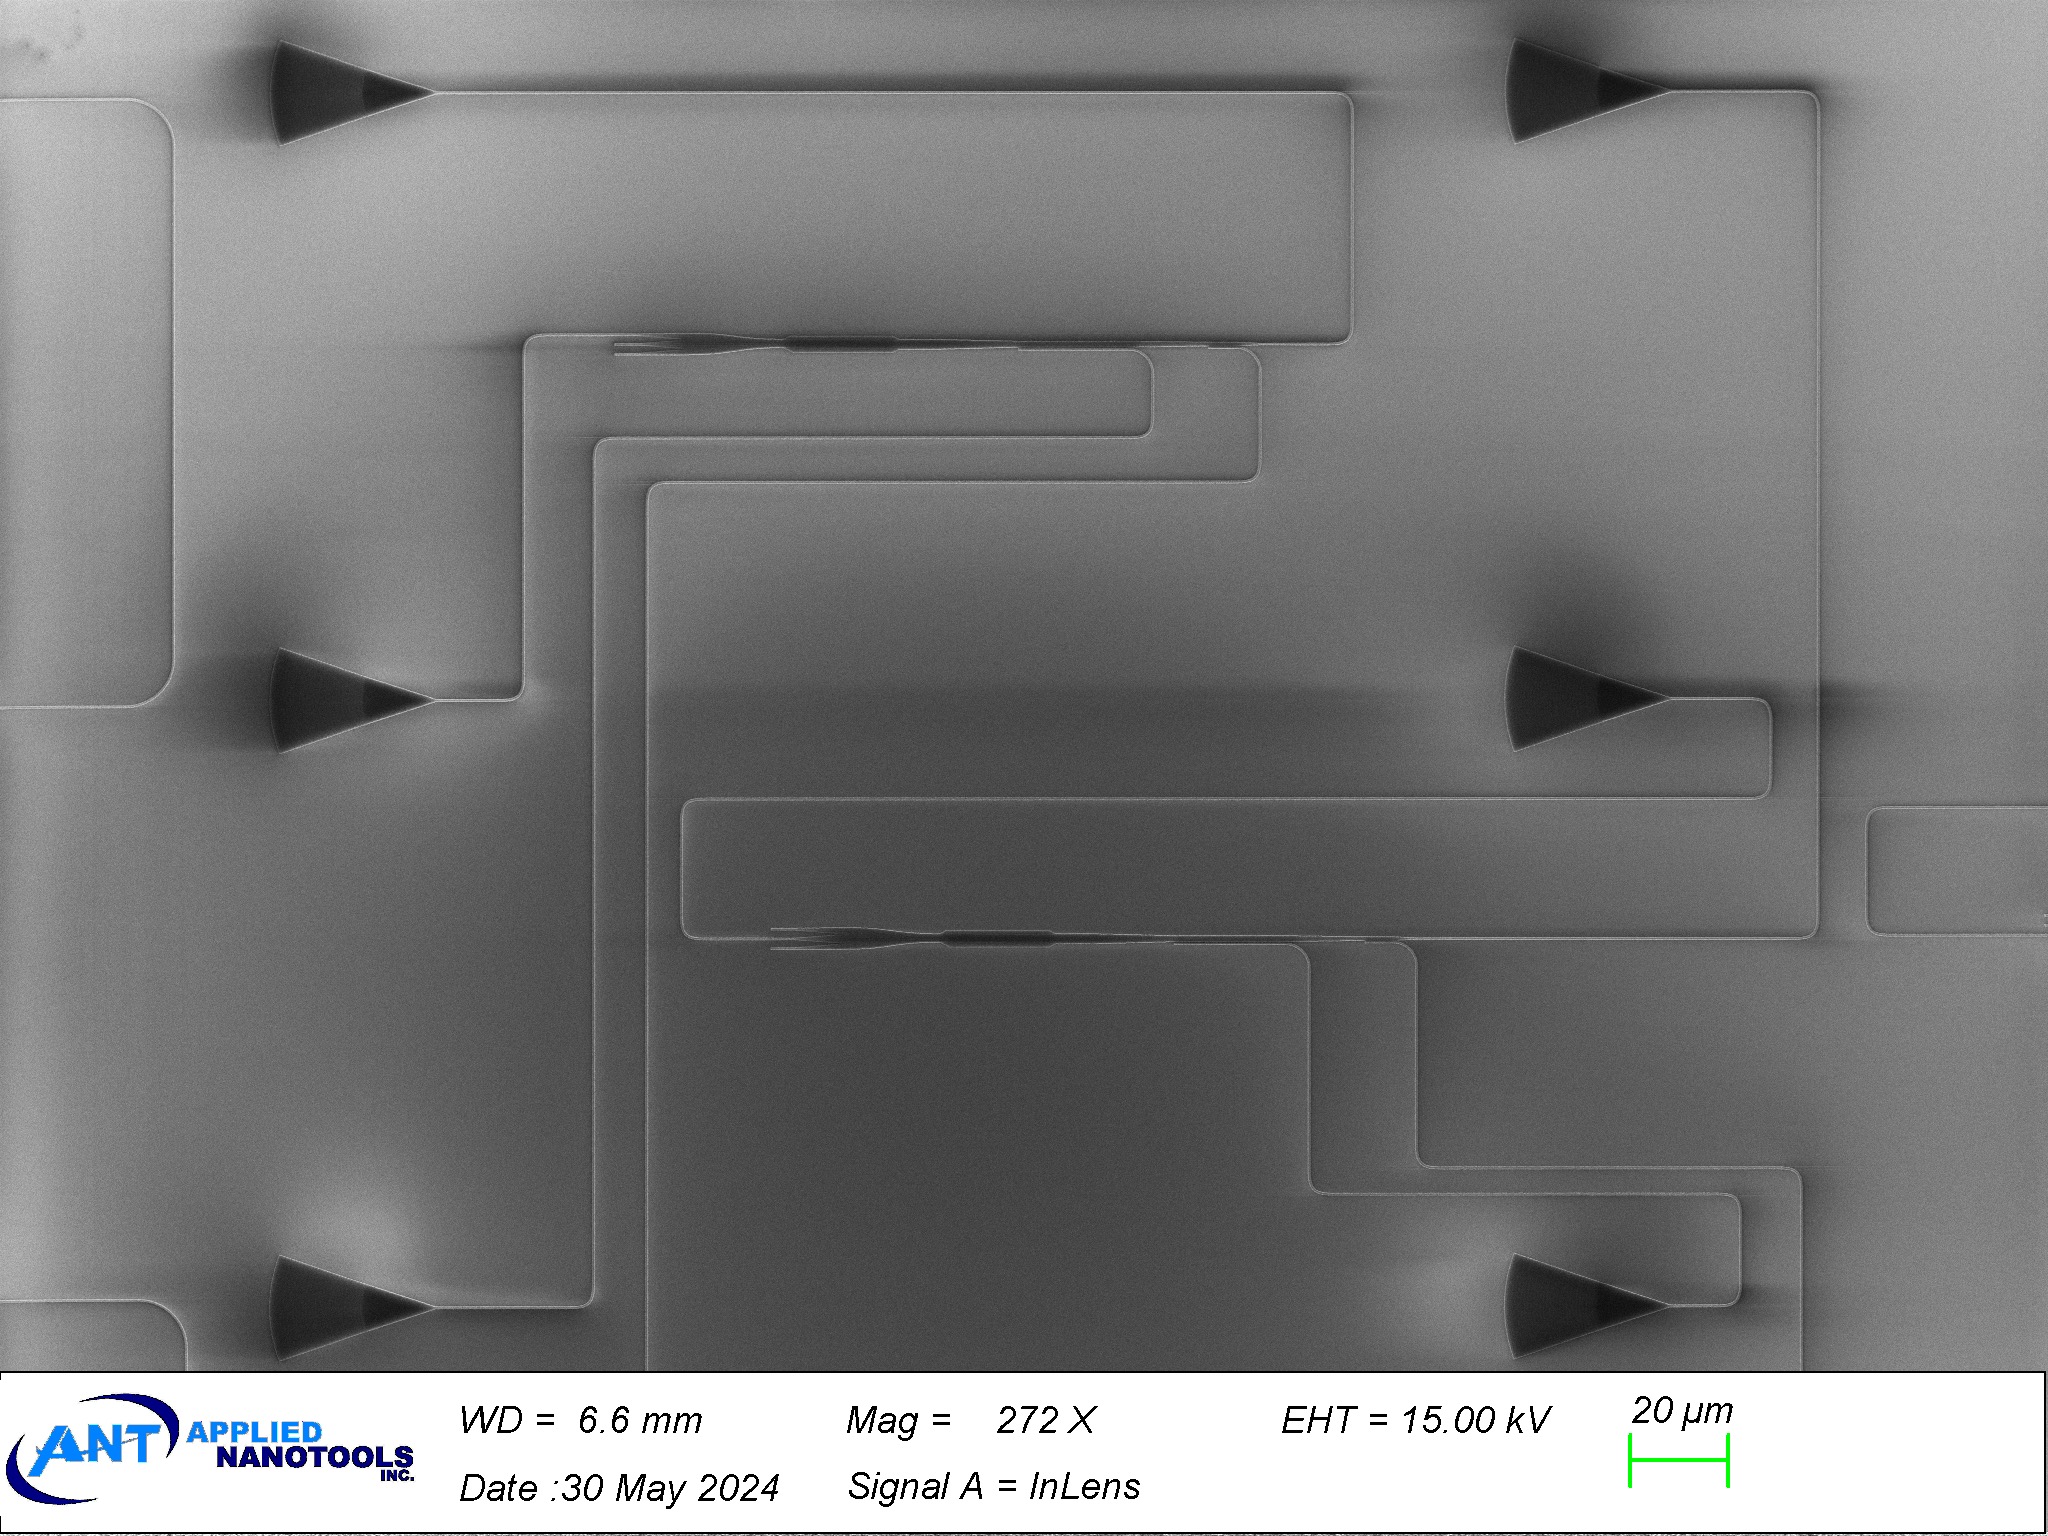 ANT APPLIED
NANOTOOLS
INC.
WD = 6.6 mm
Mag = 272 X
EHT = 15.00 kV
20 µm
Date :30 May 2024
Signal A = InLens